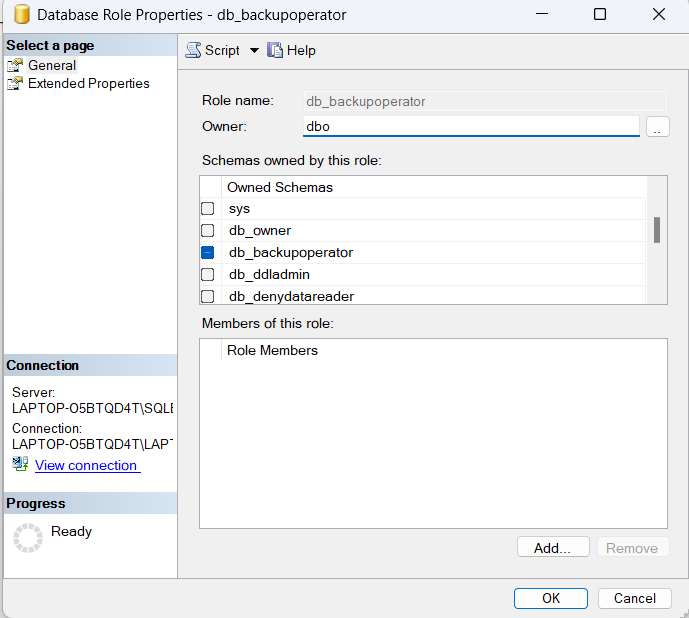 Database Role Properties - db_backupoperator
Select a page
General
Extended Properties
Script
Help
Role name:
db_backupoperator
Owner:
dbo
..
Schemas owned by this role:
Owned Schemas
sys
db_owner
db_backupoperator
db_ddladmin
db_denydatareader
Members of this role:
Role Members
Add...
Remove
Connection
Server:
LAPTOP-O5BTQD4T\SQLE
Connection:
LAPTOP-O5BTQD4T\LAPT
View connection
Progress
Ready
OK
Cancel